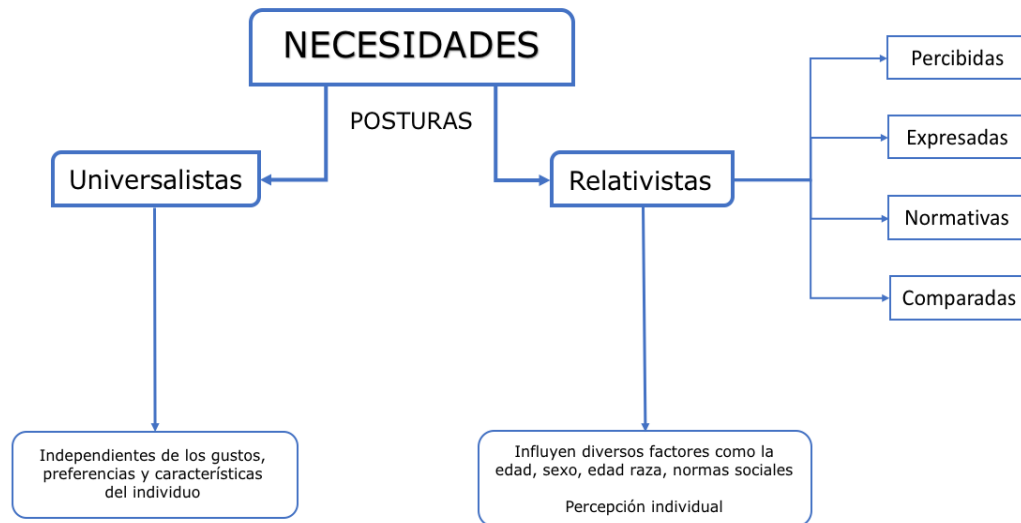 NECESIDADES
POSTURAS
Universalistas
Relativistas
Percibidas
Expresadas
Normativas
Comparadas
Independientes de los gustos,
preferencias y características
del individuo
Influyen diversos factores como la
edad, sexo, edad raza, normas sociales
Percepción individual